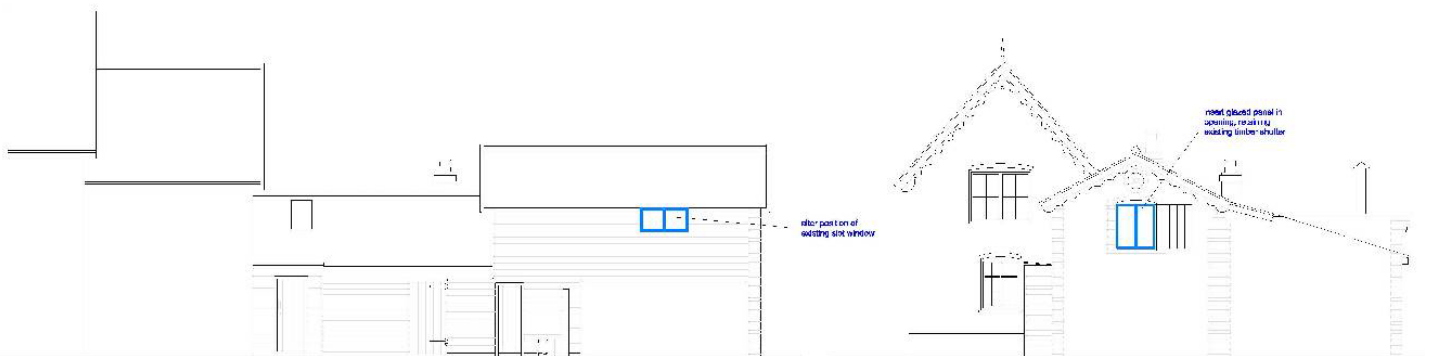 alter position of
existing slot window
insert glazed panel in
opening, retaining
existing timber shutter